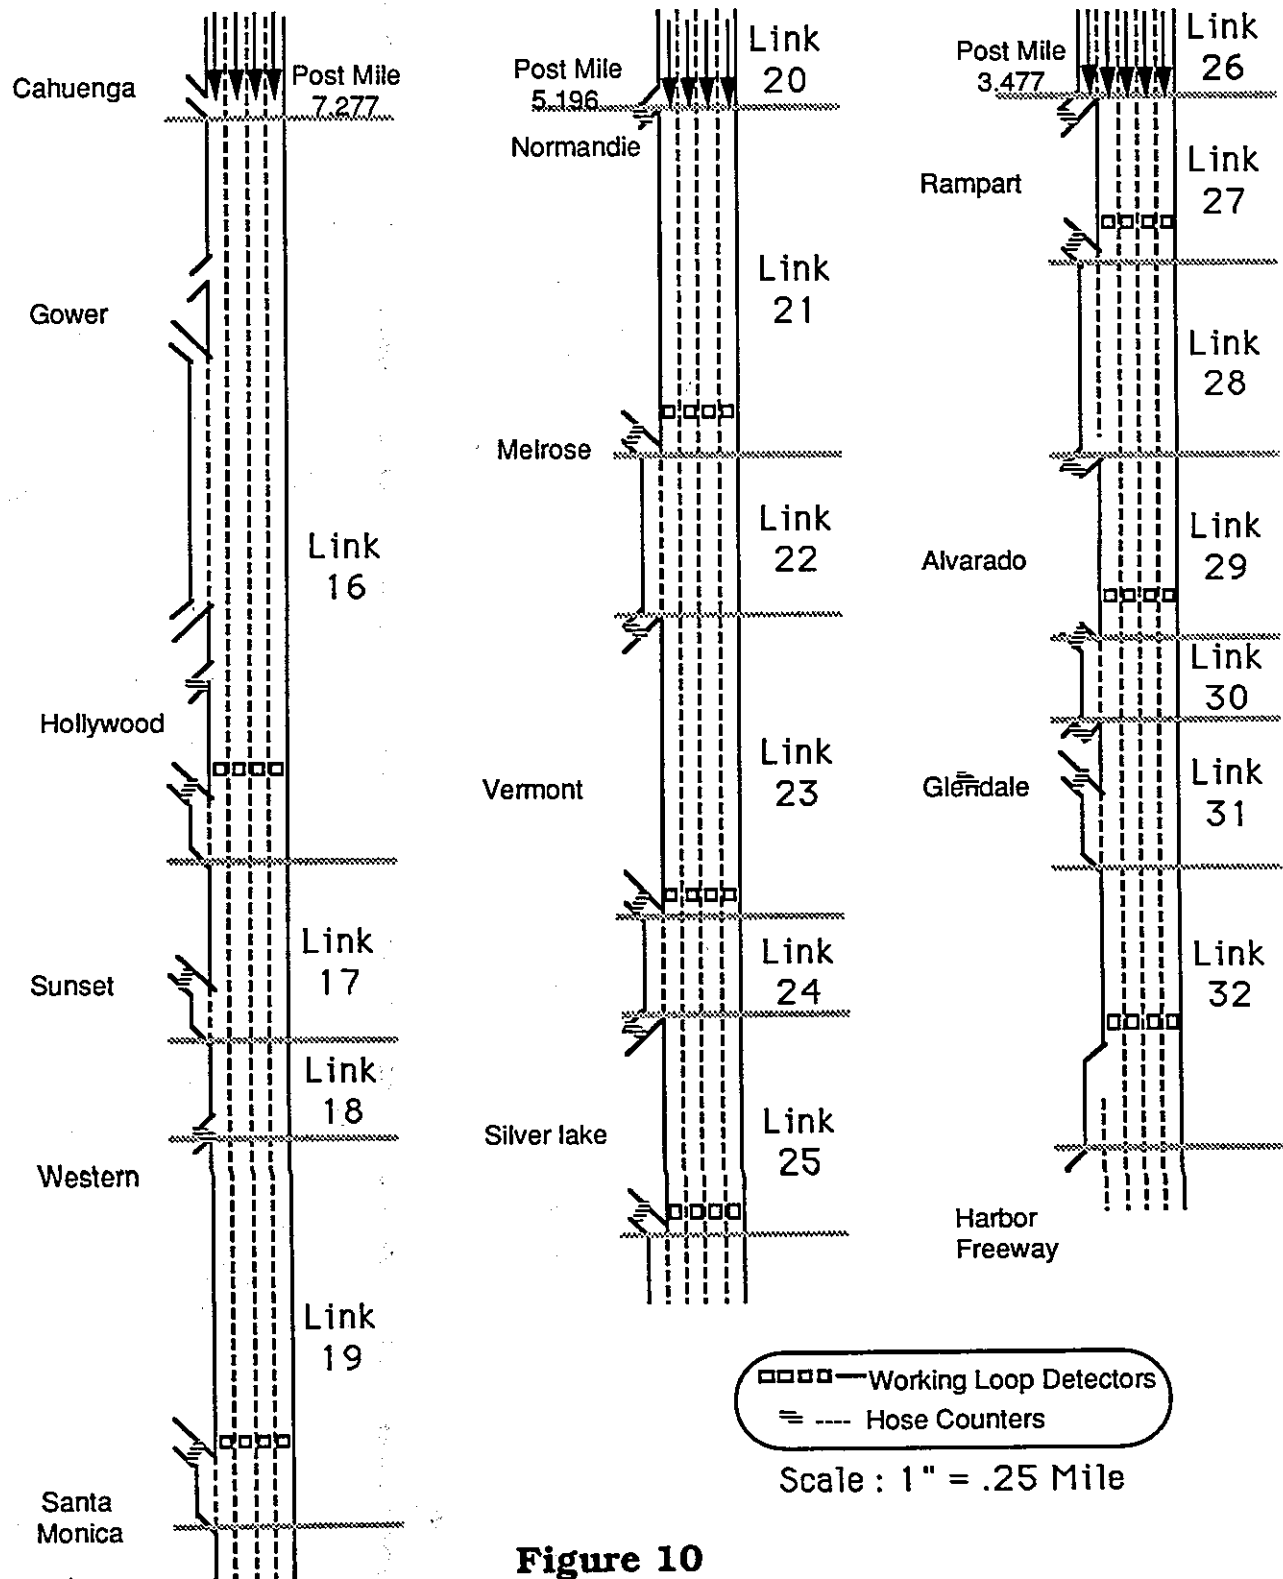 Cahuenga
Post Mile
7.277
Gower
Link
16
Hollywood
Link
17
Sunset
Link
18
Western
Link
19
Santa
Monica
Post Mile
5.196
Link
20
Normandie
Link
21
Melrose
Link
22
Vermont
Link
23
Link
24
Silver lake
Link
25
Post Mile
3.477
Link
26
Rampart
Link
27
Link
28
Alvarado
Link
29
Link
30
Glendale
Link
31
Link
32
Harbor
Freeway
Working Loop Detectors
---- Hose Counters
Scale : 1" = .25 Mile
Figure 10